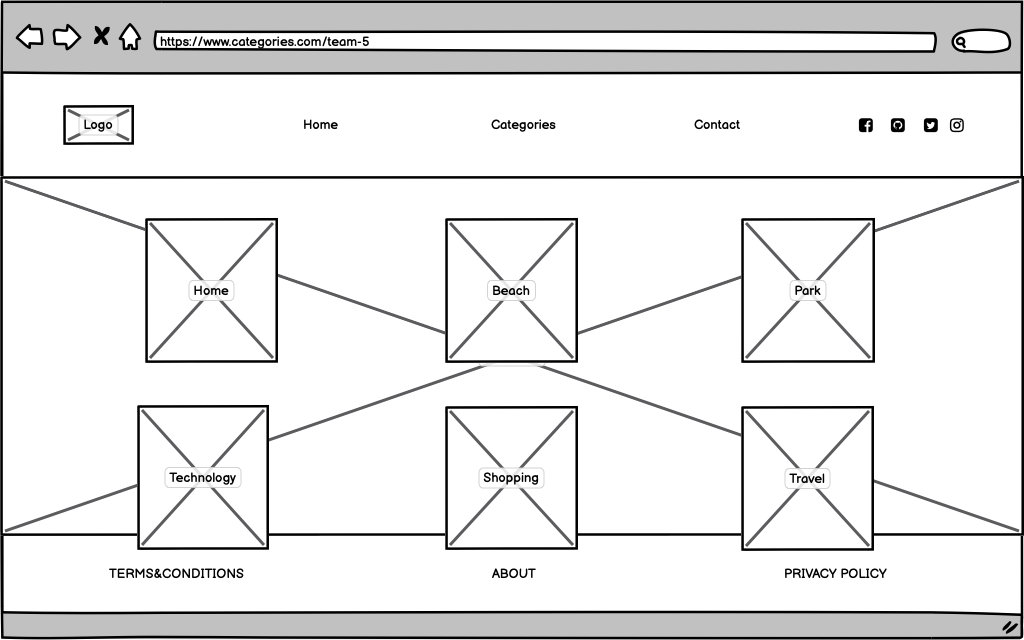 https://www.categories.com/team-5
Logo
Home
Categories
Contact
Home
Beach
Park
Technology
Shopping
Travel
TERMS&CONDITIONS
ABOUT
PRIVACY POLICY